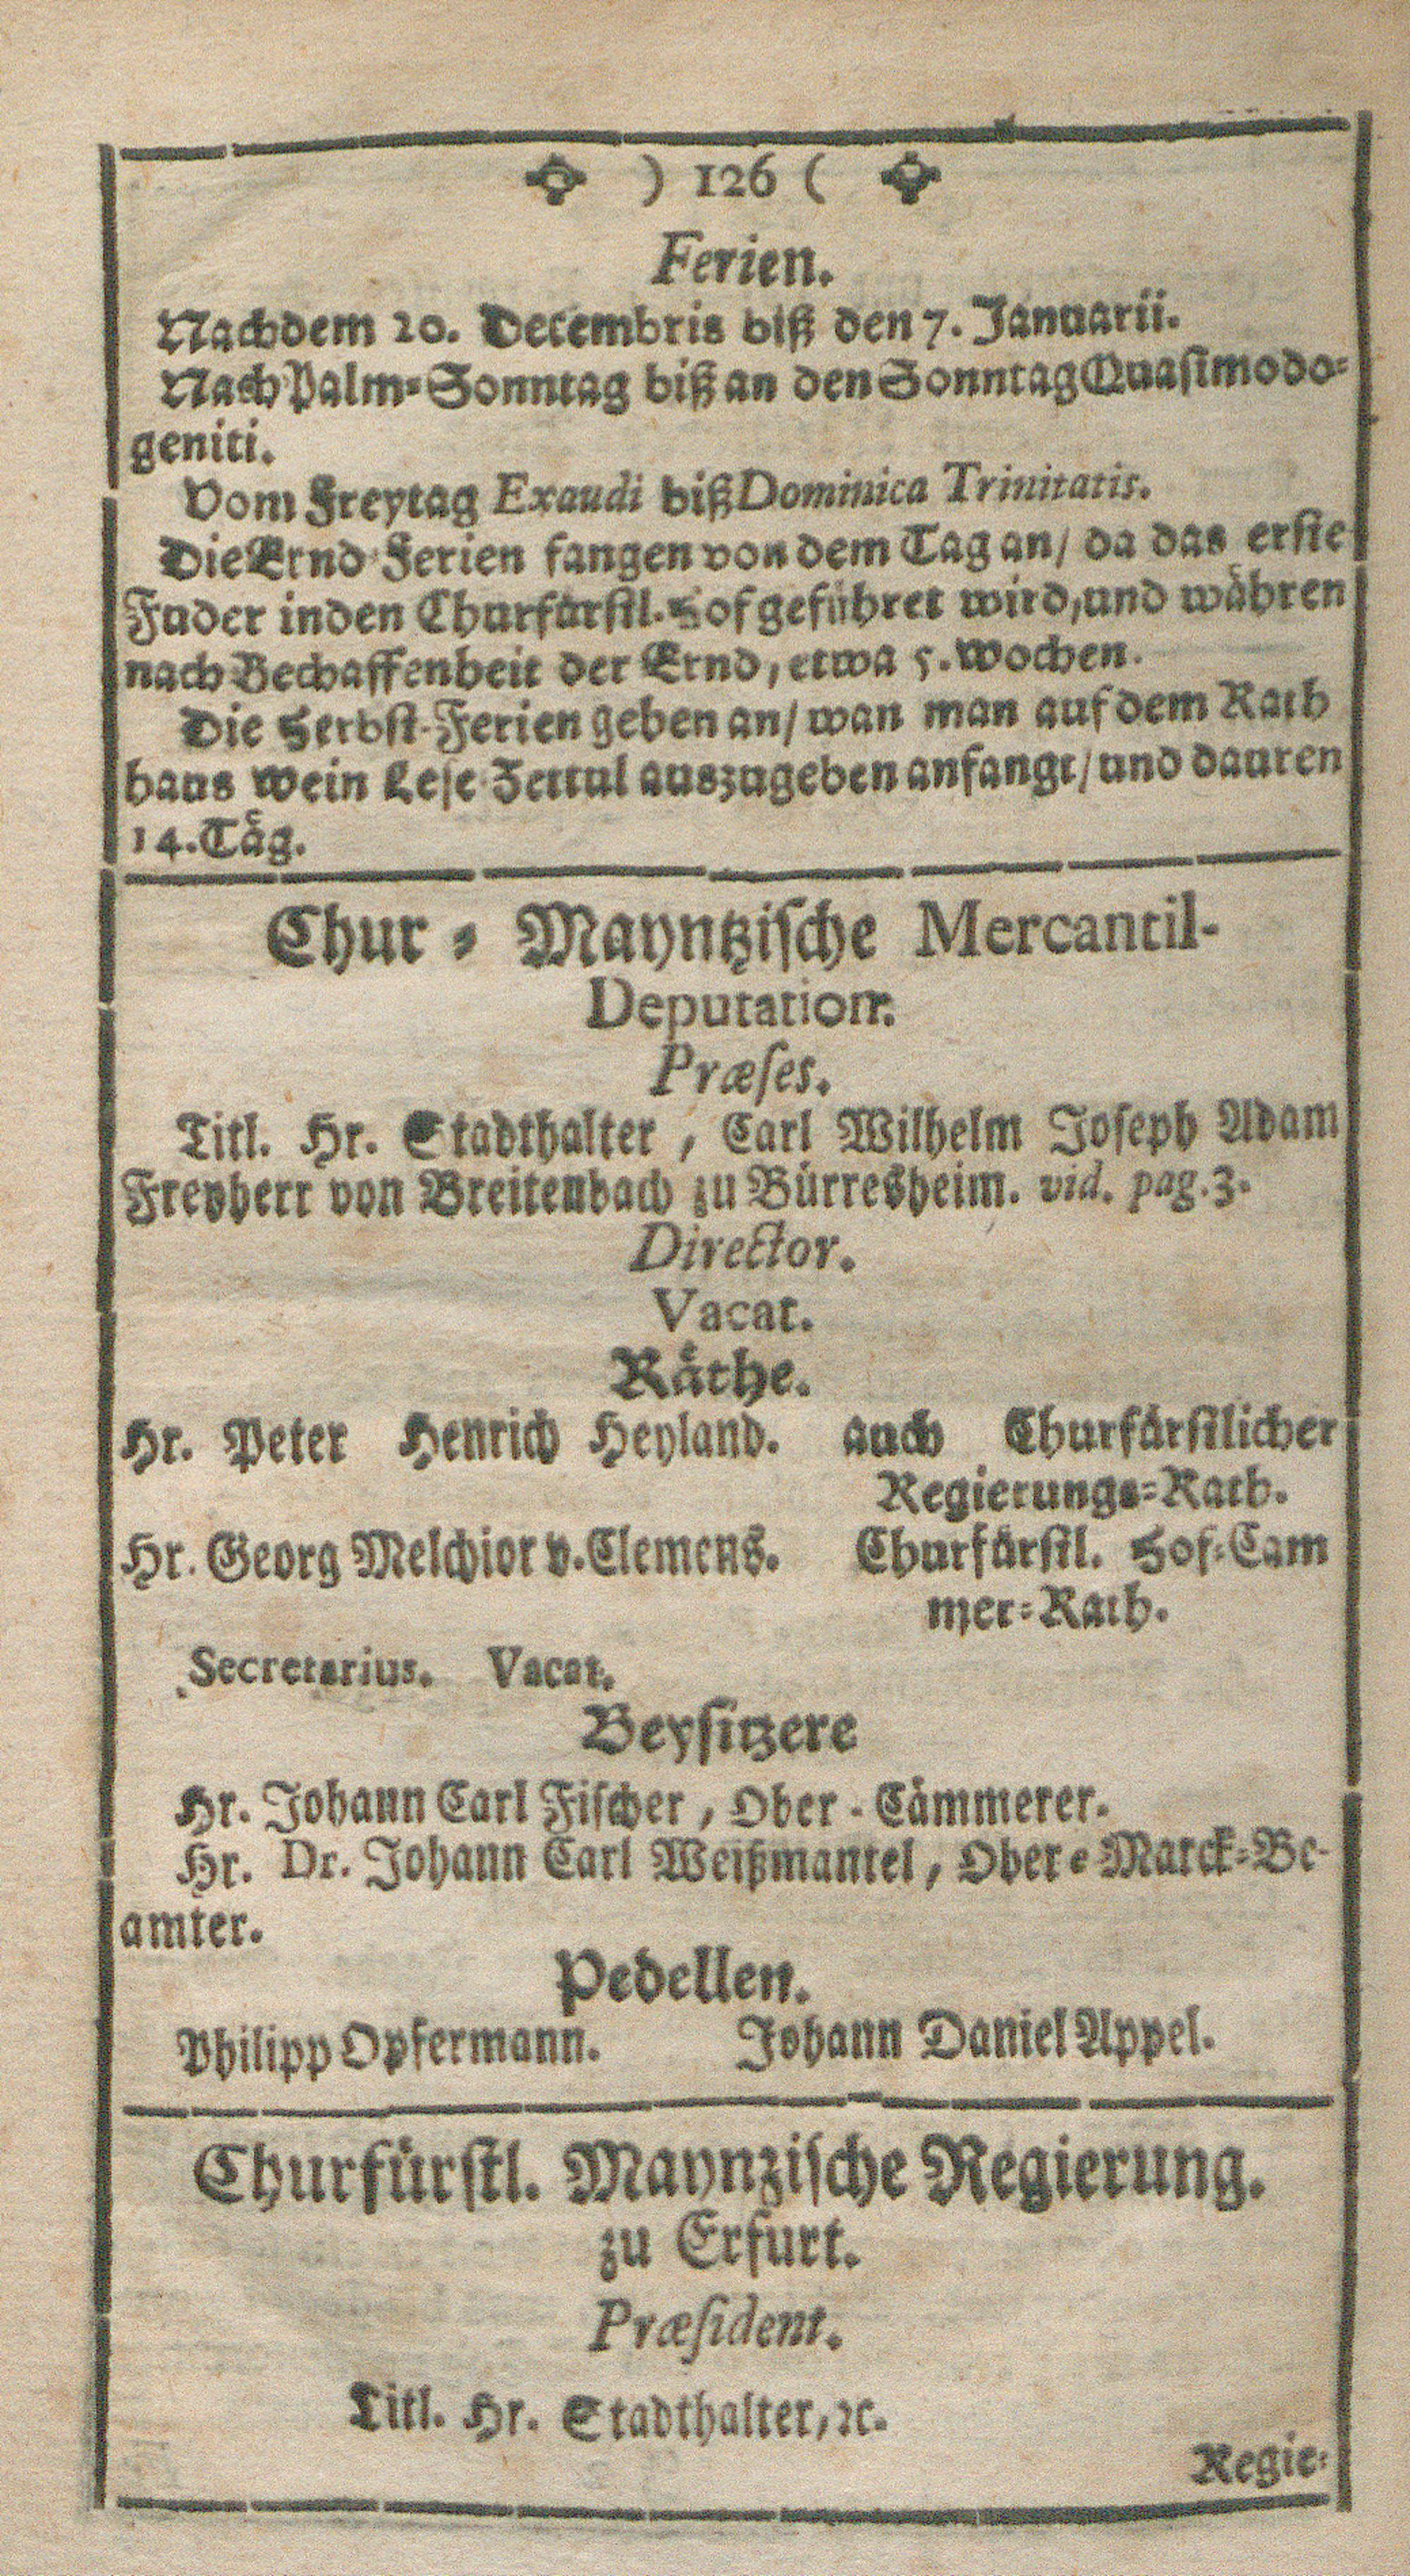 ) 126 (
Ferien.
Nachdem 20. Decembris biß den 7. Januarii.
Nach Palm-Sonntag biß an den Sonntag Quasimodo-
geniti.
Vom Freytag Exaudi biß Dominica Trinitatis.
Die Ernd-Ferien fangen von dem Tag an/ da das erste
Fuder in den Churfürstl. Hof geführet wird, und währen
nach Bechaffenheit der Ernd, etwa 5. Wochen.
Die Herbst-Ferien gehen an/ wan man auf dem Rath
haus Wein Lese Zettul auszugeben anfangt/ und dauren
14. Täg.
Chur-Mayntzische Mercantil-
Deputation.
Præses.
Titl. Hr. Stadthalter, Carl Wilhelm Joseph Adam
Freyherr von Breitenbach zu Bürresheim. vid. pag. 3.
Director.
Vacat.
Räthe.
Hr. Peter Henrich Heyland. auch Churfürstlicher
Regierungs-Rath.
Hr. Georg Melchior v. Clemens. Churfürstl. Hof-Cam
mer-Rath.
Secretarius. Vacat.
Beysitzere
Hr. Johann Carl Fischer, Ober-Cämmerer.
Hr. Dr. Johann Carl Weißmantel, Ober-Marck-Be-
amter.
Pedellen.
Philipp Opfermann. Johann Daniel Appel.
Churfürstl. Maynzische Regierung.
zu Erfurt.
Præsident.
Titl. Hr. Stadthalter, ꝛc.
Regie-